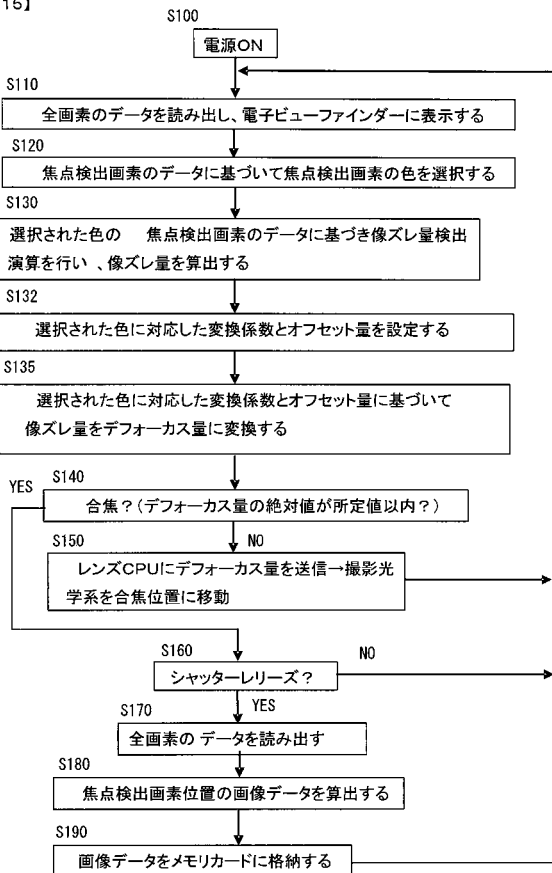 15】
S100
電源ON
S110
全画素のデータを読み出し、電子ビューファインダーに表示する
S120
焦点検出画素のデータに基づいて焦点検出画素の色を選択する
S130
選択された色の 焦点検出画素のデータに基づき像ズレ量検出
演算を行い 、像ズレ量を算出する
S132
選択された色に対応した変換係数とオフセット量を設定する
S135
選択された色に対応した変換係数とオフセット量に基づいて
像ズレ量をデフォーカス量に変換する
S140
YES
合焦?(デフォーカス量の絶対値が所定値以内?)
NO
S150
レンズCPUにデフォーカス量を送信→撮影光
学系を合焦位置に移動
S160
NO
シャッターレリーズ?
YES
S170
全画素の データを読み出す
S180
焦点検出画素位置の画像データを算出する
S190
画像データをメモリカードに格納する